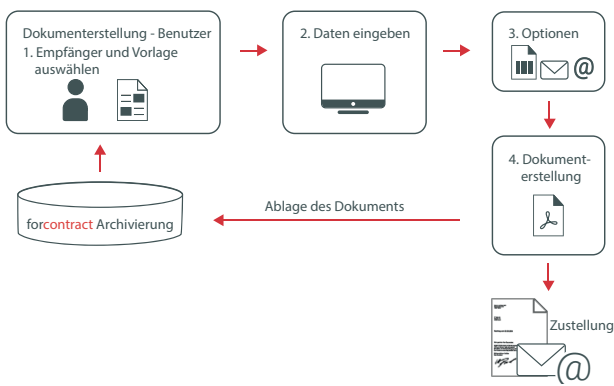 Dokumenterstellung - Benutzer
1. Empfänger und Vorlage
auswählen
2. Daten eingeben
3. Optionen
@
4. Dokument-
erstellung
Ablage des Dokuments
forcontract Archivierung
Zustellung
@